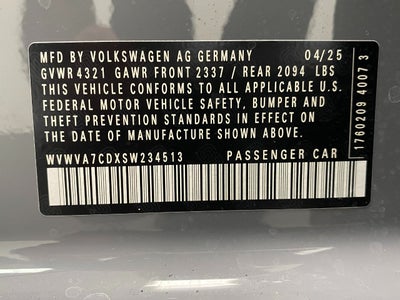 MFD BY VOLKSWAGEN AG GERMANY 04/25
GVWR 4321 GAWR FRONT 2337 / REAR 2094 LBS
THIS VEHICLE CONFORMS TO ALL APPLICABLE U.S.
FEDERAL MOTOR VEHICLE SAFETY, BUMPER AND
THEFT PREVENTION STANDARDS IN EFFECT ON THE
DATE OF MANUFACTURE SHOWN ABOVE
WVWVA7CDXSW234513 PASSENGER CAR
1760209 4007 3